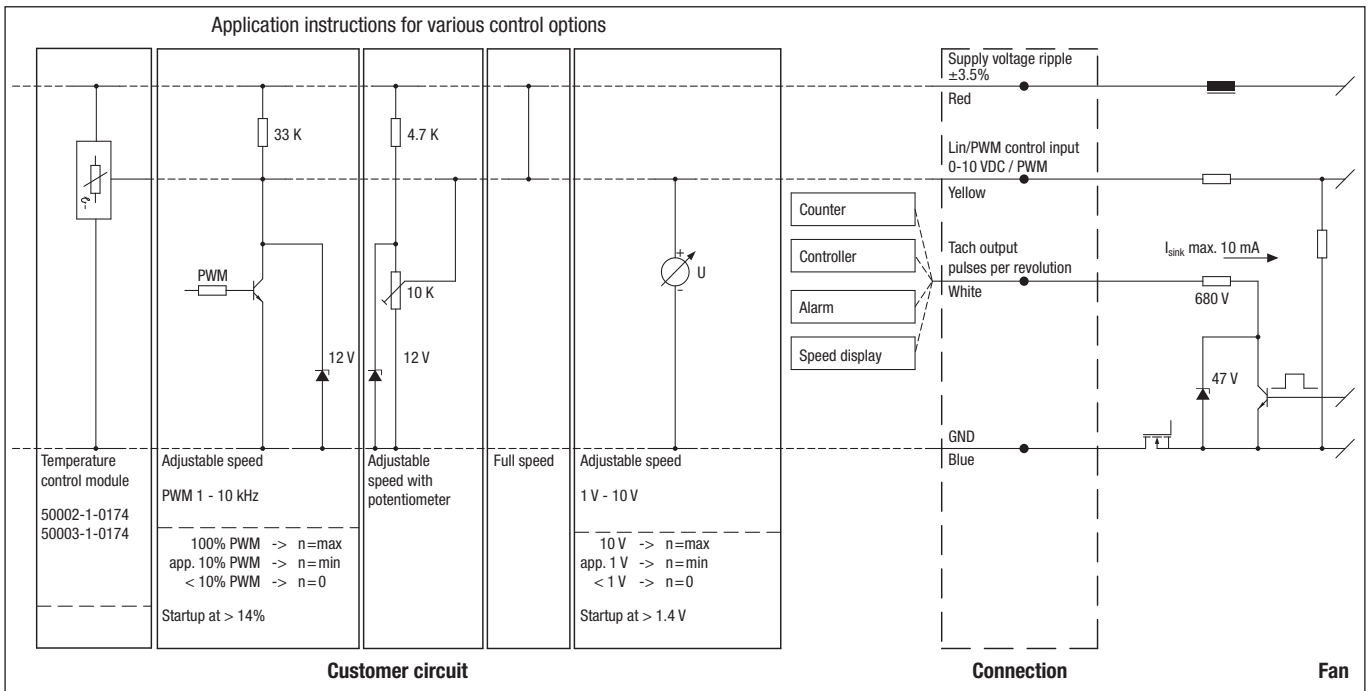 Application instructions for various control options
33 K
4.7 K
PWM
10 K
12 V
12 V
+
U
−
Temperature
control module
50002-1-0174
50003-1-0174
Adjustable speed
PWM 1 - 10 kHz
100% PWM -> n=max
app. 10% PWM -> n=min
< 10% PWM -> n=0
Startup at > 14%
Adjustable
speed with
potentiometer
Full speed
Adjustable speed
1 V - 10 V
10 V -> n=max
app. 1 V -> n=min
< 1 V -> n=0
Startup at > 1.4 V
Counter
Controller
Alarm
Speed display
Supply voltage ripple
±3.5%
Red
Lin/PWM control input
0-10 VDC / PWM
Yellow
Tach output
pulses per revolution
White
GND
Blue
Isink max. 10 mA
680 V
47 V
Customer circuit
Connection
Fan